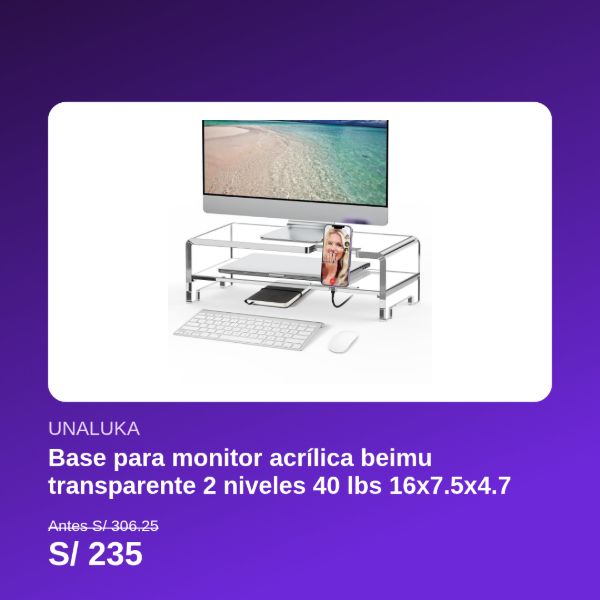 UNALUKA
Base para monitor acrílica beimu
transparente 2 niveles 40 lbs 16x7.5x4.7
Antes S/ 306.25
S/ 235